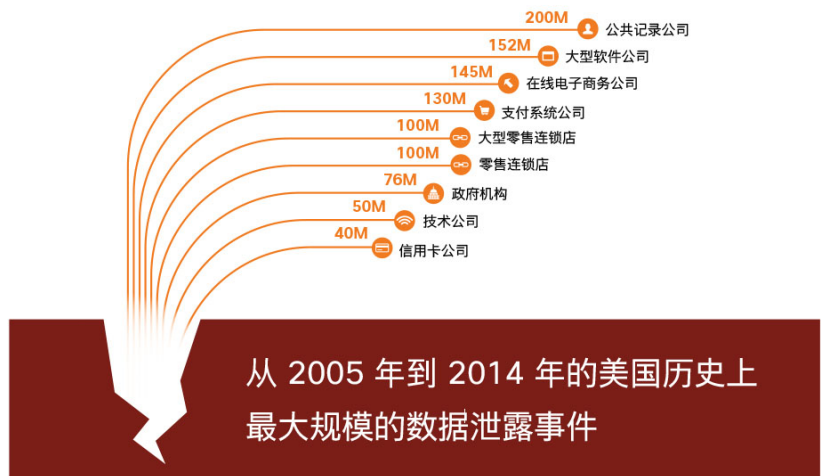 200M
公共记录公司
152M
大型软件公司
145M
在线电子商务公司
130M
支付系统公司
100M
大型零售连锁店
100M
零售连锁店
76M
政府机构
50M
技术公司
40M
信用卡公司
从 2005 年到 2014 年的美国历史上
最大规模的数据泄露事件